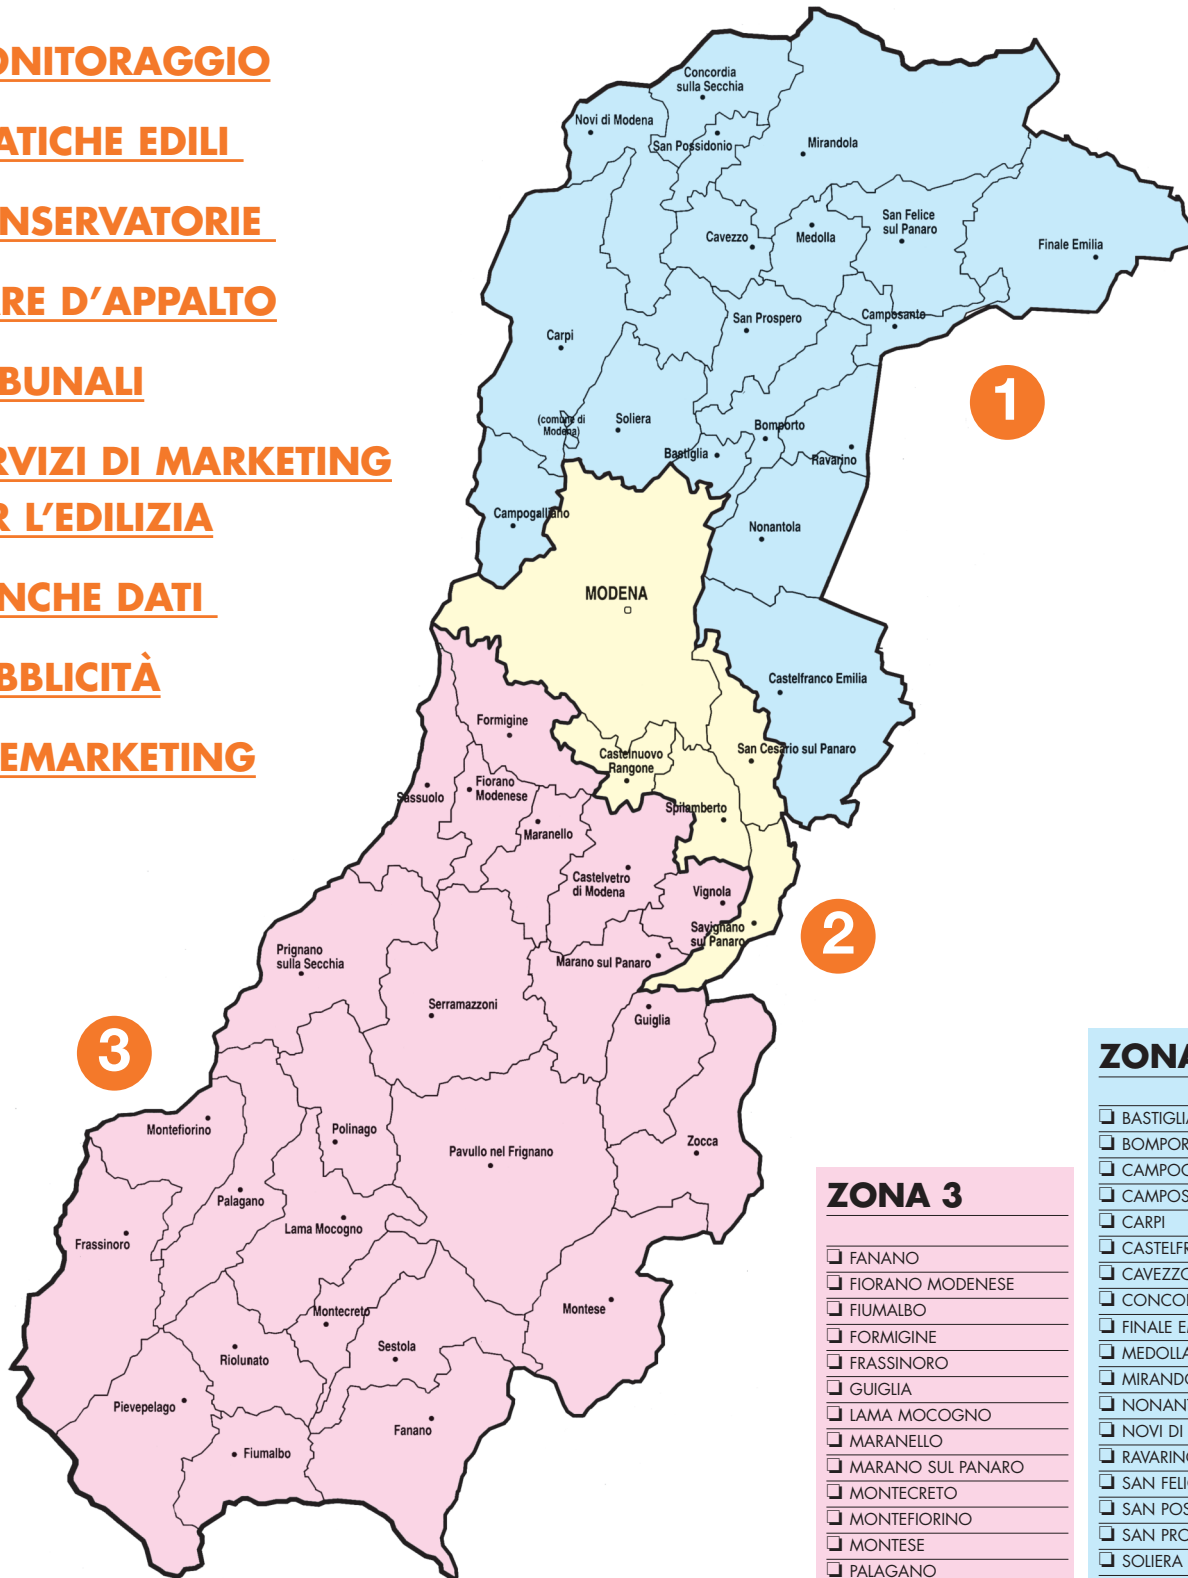 ONITORAGGIO
ATICHE EDILI
NSERVATORIE
ARE D’APPALTO
BUNALI
RVIZI DI MARKETING
R L’EDILIZIA
NCHE DATI
BBLICITÀ
EMARKETING
Concordia
sulla Secchia
Novi di Modena
San Possidonio
Mirandola
San Felice
sul Panaro
Cavezzo
Medolla
Finale Emilia
San Prospero
Camposanto
Carpi
1
(comune di
Modena)
Soliera
Bomporto
Bastiglia
Ravarino
Campogalliano
Nonantola
MODENA
Castelfranco Emilia
Formigine
Castelnuovo
Rangone
San Cesario sul Panaro
Sassuolo
Fiorano
Modenese
Spilamberto
Maranello
Castelvetro
di Modena
Vignola
Savignano
sul Panaro
2
Prignano
sulla Secchia
Marano sul Panaro
Serramazzoni
Guiglia
3
Montefiorino
Polinago
Pavullo nel Frignano
Zocca
Palagano
Lama Mocogno
Frassinoro
Montecreto
Montese
Riolunato
Sestola
Pievepelago
Fanano
Fiumalbo
ZONA 3
FANANO
FIORANO MODENESE
FIUMALBO
FORMIGINE
FRASSINORO
GUIGLIA
LAMA MOCOGNO
MARANELLO
MARANO SUL PANARO
MONTECRETO
MONTEFIORINO
MONTESE
PALAGANO
ZONA
BASTIGLIA
BOMPOR
CAMPOG
CAMPOS
CARPI
CASTELFR
CAVEZZO
CONCOR
FINALE EM
MEDOLLA
MIRANDO
NONANT
NOVI DI
RAVARINO
SAN FELIC
SAN POSS
SAN PRO
SOLIERA